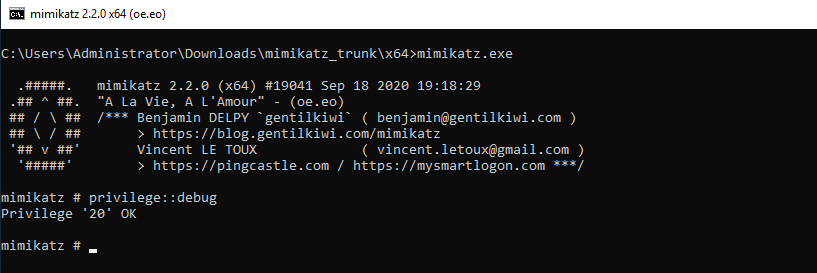 mimikatz 2.2.0 x64 (oe.eo)
C:\Users\Administrator\Downloads\mimikatz_trunk\x64>mimikatz.exe
.#####.   mimikatz 2.2.0 (x64) #19041 Sep 18 2020 19:18:29
.## ^ ##.  "A La Vie, A L'Amour" - (oe.eo)
## / \ ##  /*** Benjamin DELPY `gentilkiwi` ( benjamin@gentilkiwi.com )
## \ / ##       > https://blog.gentilkiwi.com/mimikatz
'## v ##'       Vincent LE TOUX             ( vincent.letoux@gmail.com )
'#####'        > https://pingcastle.com / https://mysmartlogon.com ***/
mimikatz # privilege::debug
Privilege '20' OK
mimikatz # _